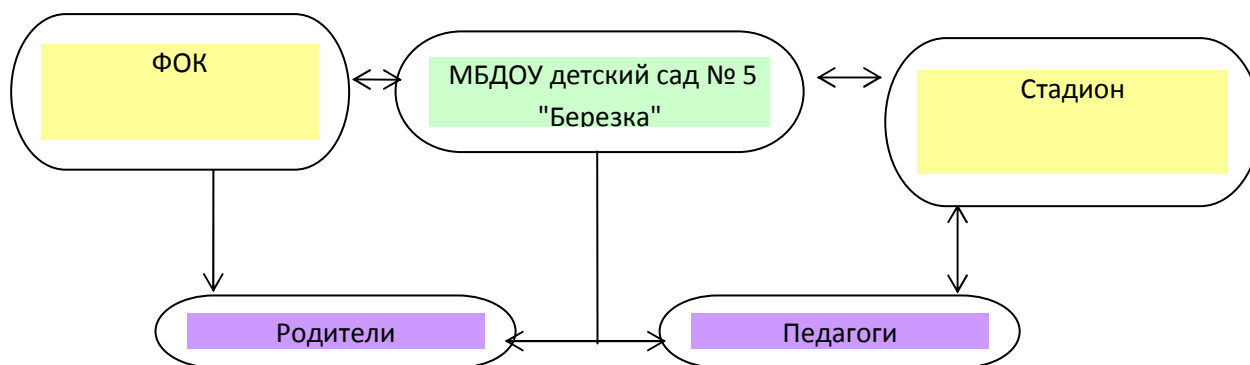 ФОК
МБДОУ детский сад № 5
"Березка"
Стадион
Родители
Педагоги